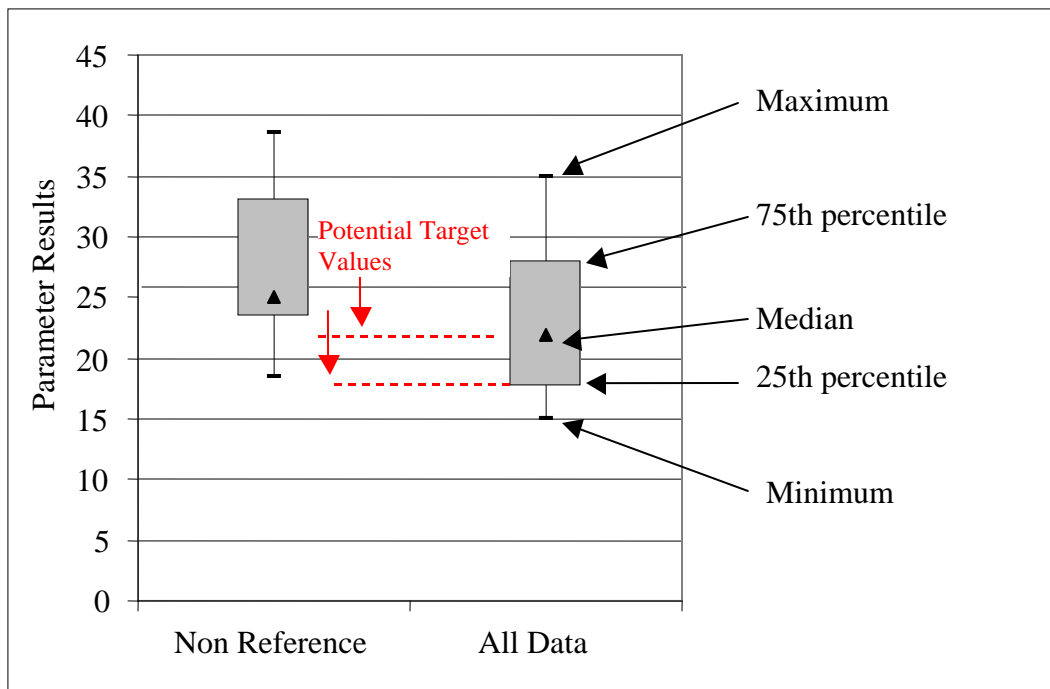 45
40
35
30
25
20
15
10
5
0
Parameter Results
Non Reference
All Data
Potential Target
Values
Maximum
75th percentile
Median
25th percentile
Minimum